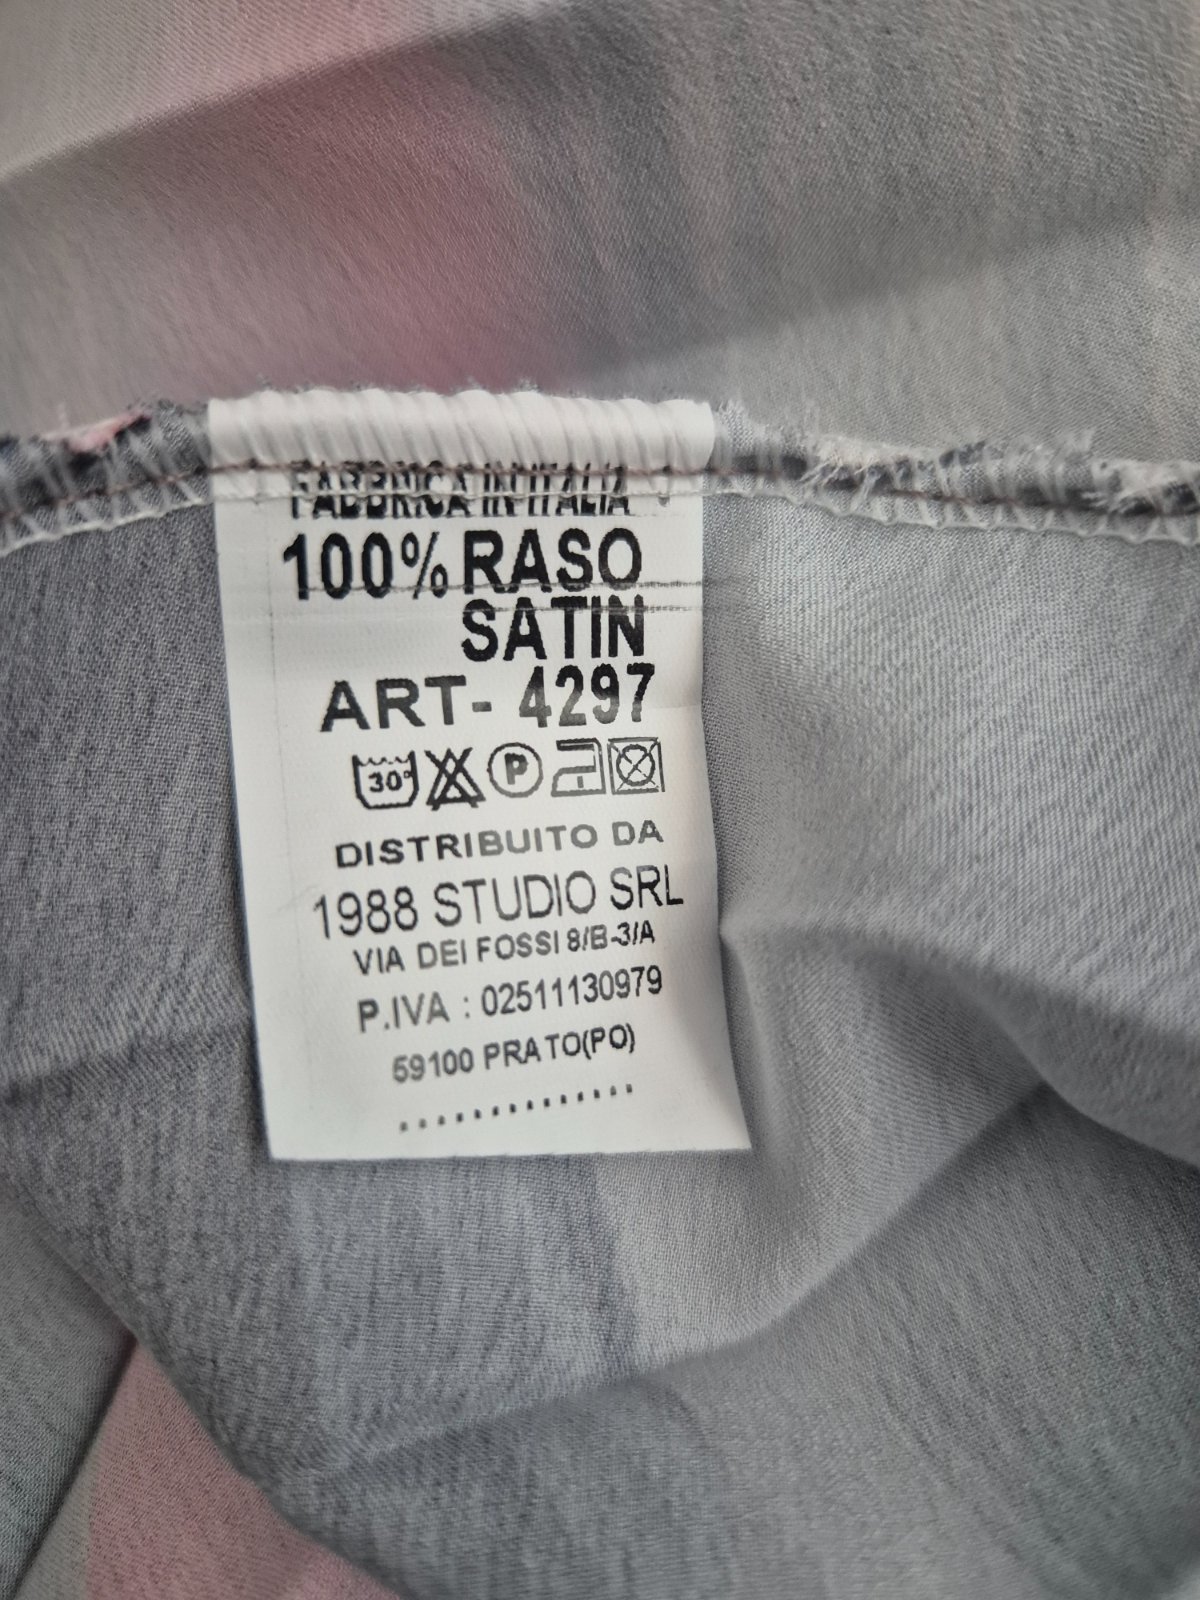 FABBRICA IN ITALIA
100% RASO
SATIN
ART- 4297
30° P
DISTRIBUITO DA
1988 STUDIO SRL
VIA DEI FOSSI 8/B-3/A
P.IVA : 02511130979
59100 PRATO(PO)
..............